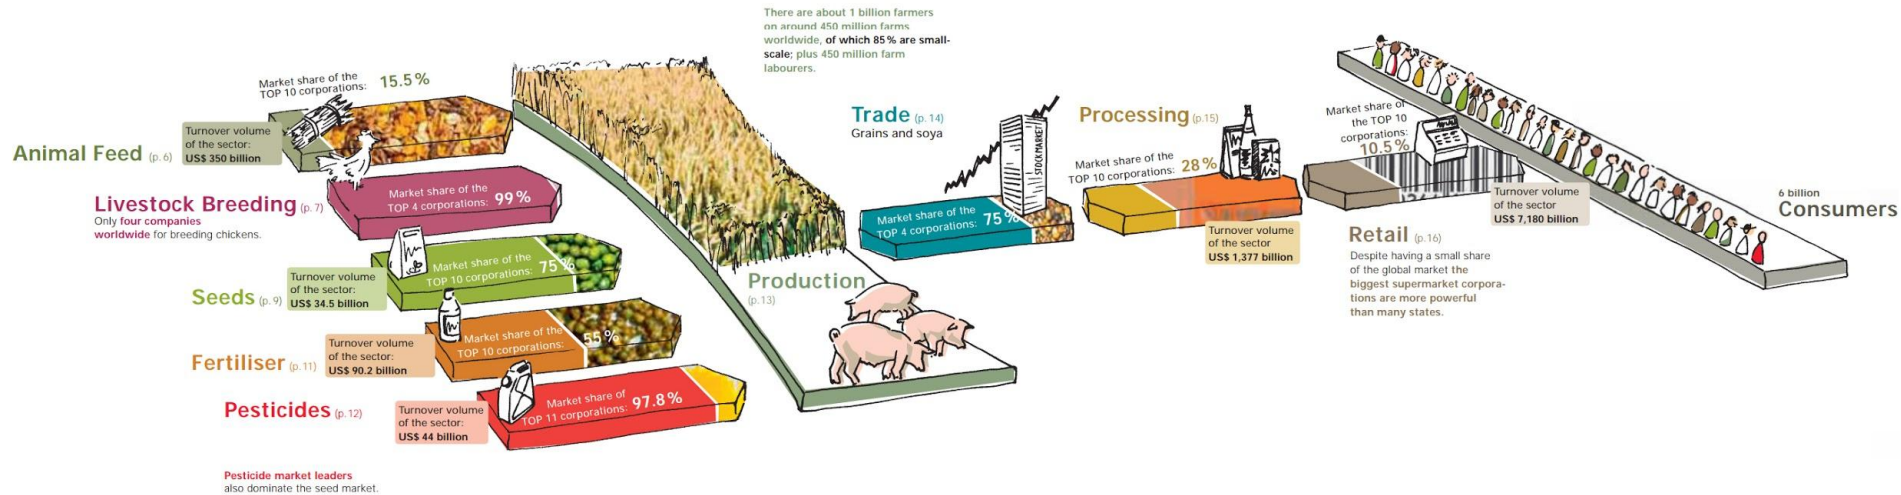 There are about 1 billion farmers
on around 450 million farms
worldwide, of which 85 % are small-
scale; plus 450 million farm
labourers.
Market share of the
TOP 10 corporations: 15.5 %
Turnover volume
of the sector:
US$ 350 billion
Animal Feed (p. 6)
Livestock Breeding (p. 7)
Only four companies
worldwide for breeding chickens.
Market share of the
TOP 4 corporations: 99 %
Market share of the
TOP 10 corporations: 75 %
Turnover volume
of the sector:
US$ 34.5 billion
Seeds (p. 9)
Market share of the
TOP 10 corporations: 55 %
Turnover volume
of the sector:
US$ 90.2 billion
Fertiliser (p. 11)
Market share of
TOP 11 corporations: 97.8 %
Pesticides (p. 12)
Turnover volume
of the sector:
US$ 44 billion
Pesticide market leaders
also dominate the seed market.
Production
(p. 13)
Trade (p. 14)
Grains and soya
STOCK MARKET
Market share of the
TOP 4 corporations: 75 %
Processing (p. 15)
Market share of the
TOP 10 corporations: 28 %
Turnover volume
of the sector
US$ 1,377 billion
Market share of
the TOP 10
corporations:
10.5 %
Turnover volume
of the sector
US$ 7,180 billion
Retail (p. 16)
Despite having a small share
of the global market the
biggest supermarket corpora-
tions are more powerful
than many states.
6 billion
Consumers